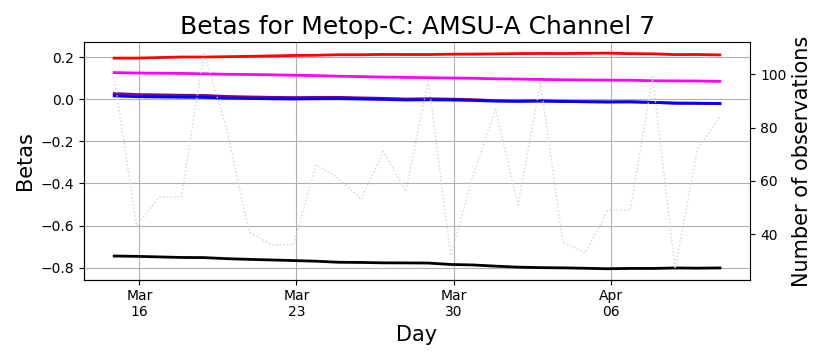 Betas for Metop-C: AMSU-A Channel 7
Betas
0.2
0.0
−0.2
−0.4
−0.6
−0.8
100
80
60
40
Number of observations
Mar
16
Mar
23
Mar
30
Apr
06
Day